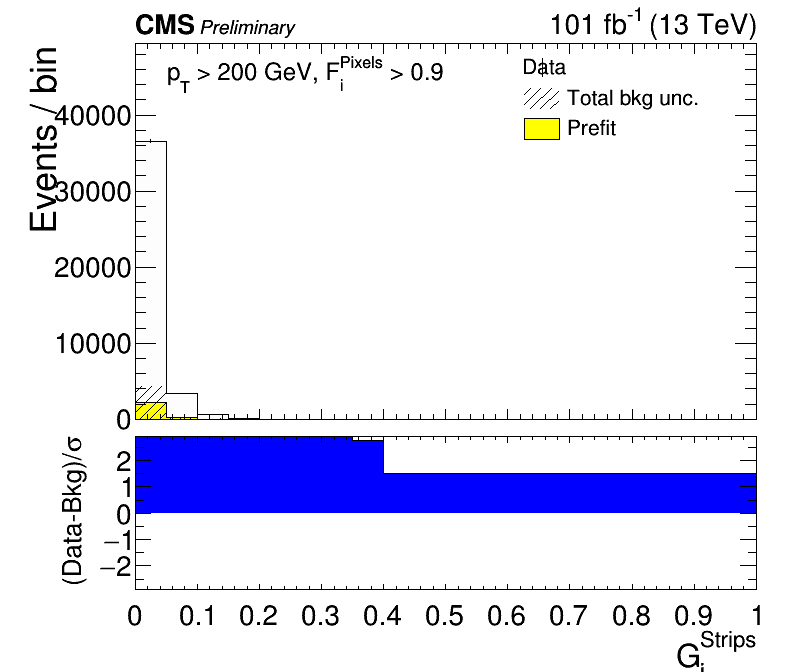 CMS Preliminary 101 fb-1 (13 TeV)
pT > 200 GeV, FiPixels > 0.9
Data
Total bkg unc.
Prefit
Events / bin
40000
30000
20000
10000
0
(Data-Bkg)/σ
2
1
0
−1
−2
0 0.1 0.2 0.3 0.4 0.5 0.6 0.7 0.8 0.9 1
GiStrips